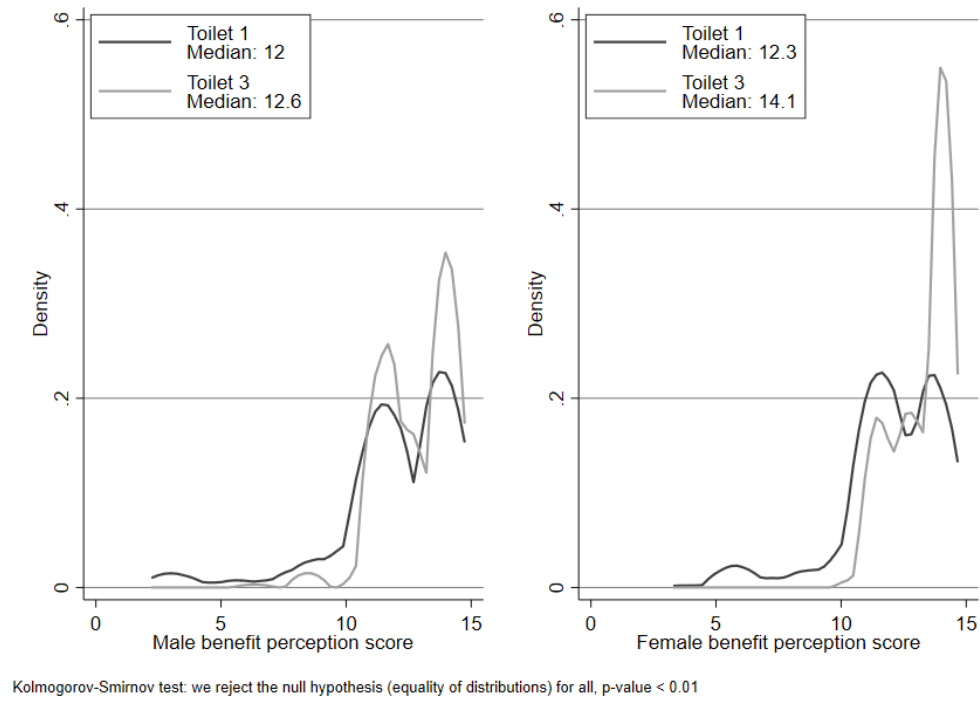 Toilet 1
Median: 12
Toilet 3
Median: 12.6
.6
.4
.2
0
Density
0 5 10 15
Male benefit perception score
Toilet 1
Median: 12.3
Toilet 3
Median: 14.1
.6
.4
.2
0
Density
0 5 10 15
Female benefit perception score
Kolmogorov-Smirnov test: we reject the null hypothesis (equality of distributions) for all, p-value < 0.01